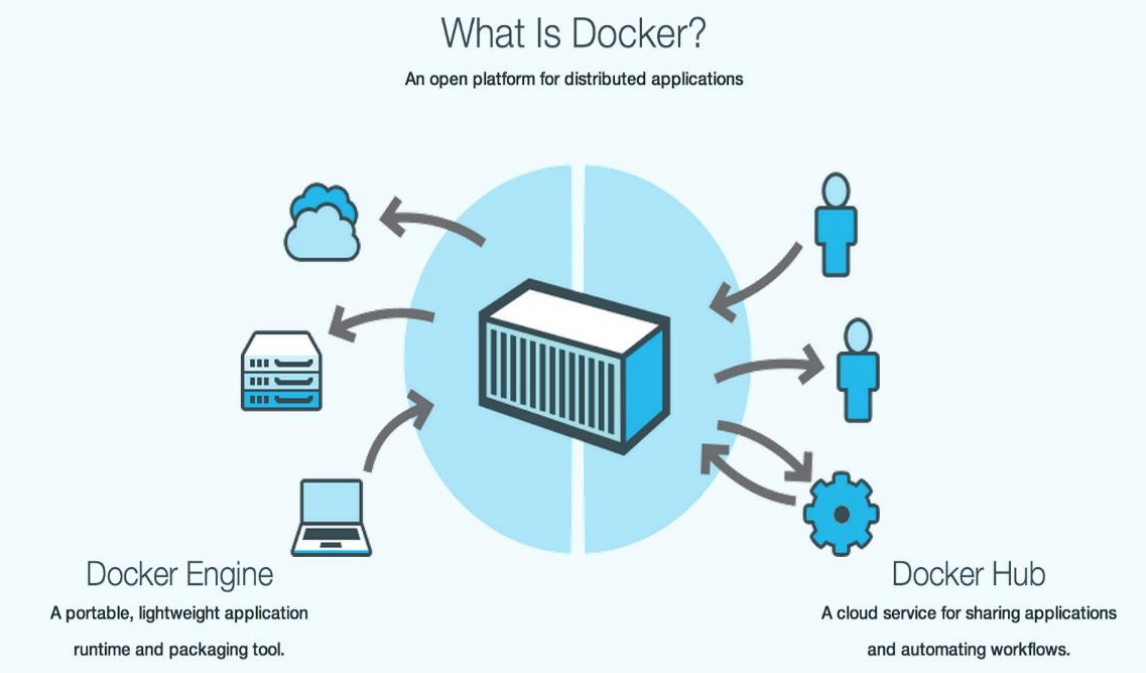 What Is Docker?
An open platform for distributed applications
Docker Engine
A portable, lightweight application
runtime and packaging tool.
Docker Hub
A cloud service for sharing applications
and automating workflows.